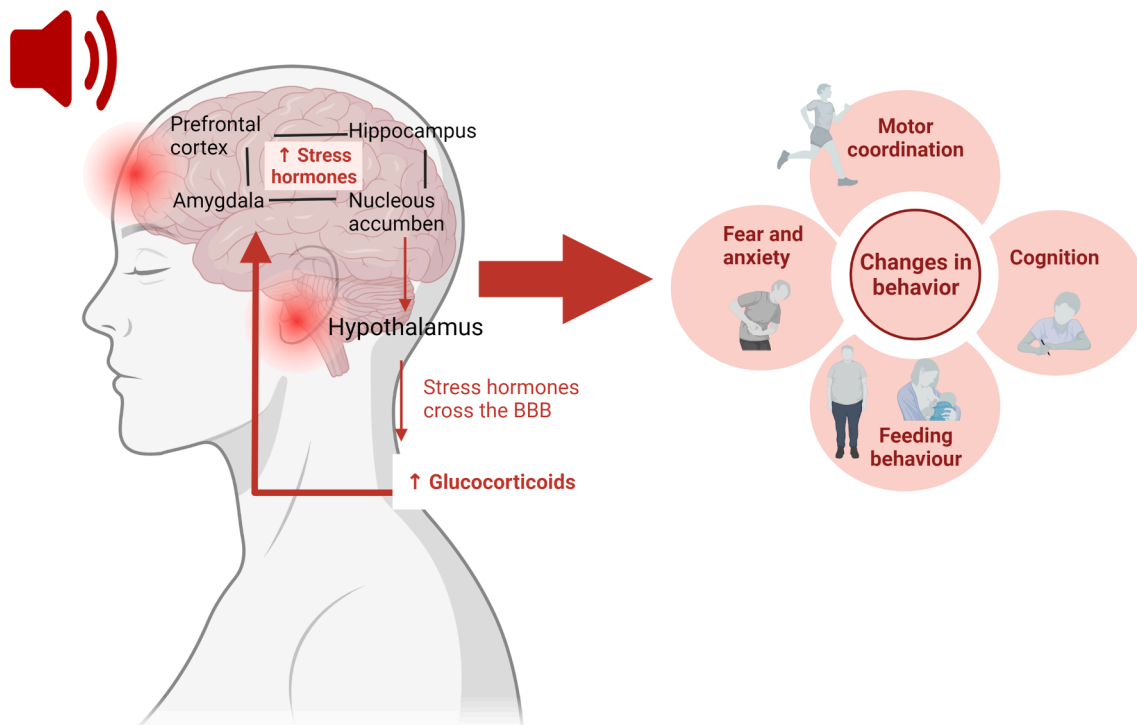 Prefrontal
cortex
Hippocampus
↑ Stress
hormones
Amygdala
Nucleous
accumben
Hypothalamus
Stress hormones
cross the BBB
↑ Glucocorticoids
Motor
coordination
Fear and
anxiety
Changes in
behavior
Cognition
Feeding
behaviour